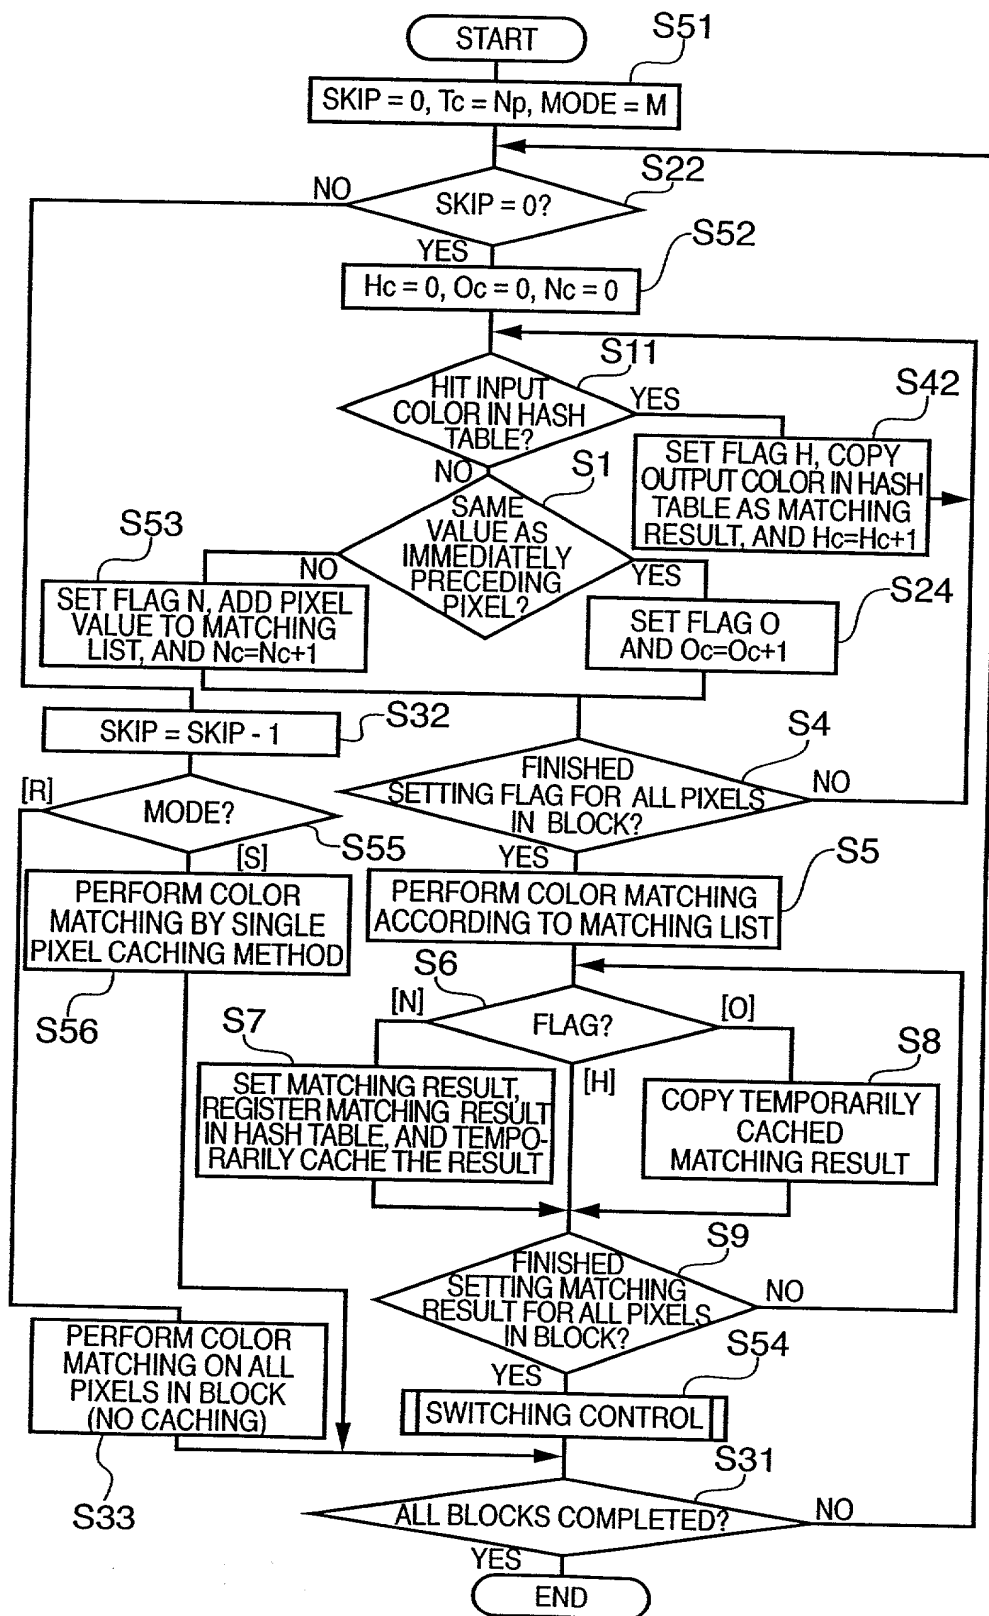 START
S51
SKIP = 0, Tc = Np, MODE = M
S22
NO
SKIP = 0?
YES
S52
Hc = 0, Oc = 0, Nc = 0
S11
HIT INPUT
COLOR IN HASH
TABLE?
YES
S42
SET FLAG H, COPY
OUTPUT COLOR IN HASH
TABLE AS MATCHING
RESULT, AND Hc=Hc+1
NO
S1
SAME
VALUE AS
IMMEDIATELY
PRECEDING
PIXEL?
S53
NO
YES
SET FLAG N, ADD PIXEL
VALUE TO MATCHING
LIST, AND Nc=Nc+1
S24
SET FLAG O
AND Oc=Oc+1
S32
SKIP = SKIP - 1
S4
FINISHED
SETTING FLAG FOR ALL PIXELS
IN BLOCK?
NO
[R]
MODE?
S55
[S]
YES
S5
PERFORM COLOR
MATCHING BY SINGLE
PIXEL CACHING METHOD
PERFORM COLOR MATCHING
ACCORDING TO MATCHING LIST
S56
S6
[N]
FLAG?
[O]
[H]
S7
S8
SET MATCHING RESULT,
REGISTER MATCHING RESULT
IN HASH TABLE, AND TEMPO-
RARILY CACHE THE RESULT
COPY TEMPORARILY
CACHED
MATCHING RESULT
S9
FINISHED
SETTING MATCHING
RESULT FOR ALL PIXELS
IN BLOCK?
NO
PERFORM COLOR
MATCHING ON ALL
PIXELS IN BLOCK
(NO CACHING)
S33
YES
S54
SWITCHING CONTROL
S31
ALL BLOCKS COMPLETED?
NO
YES
END